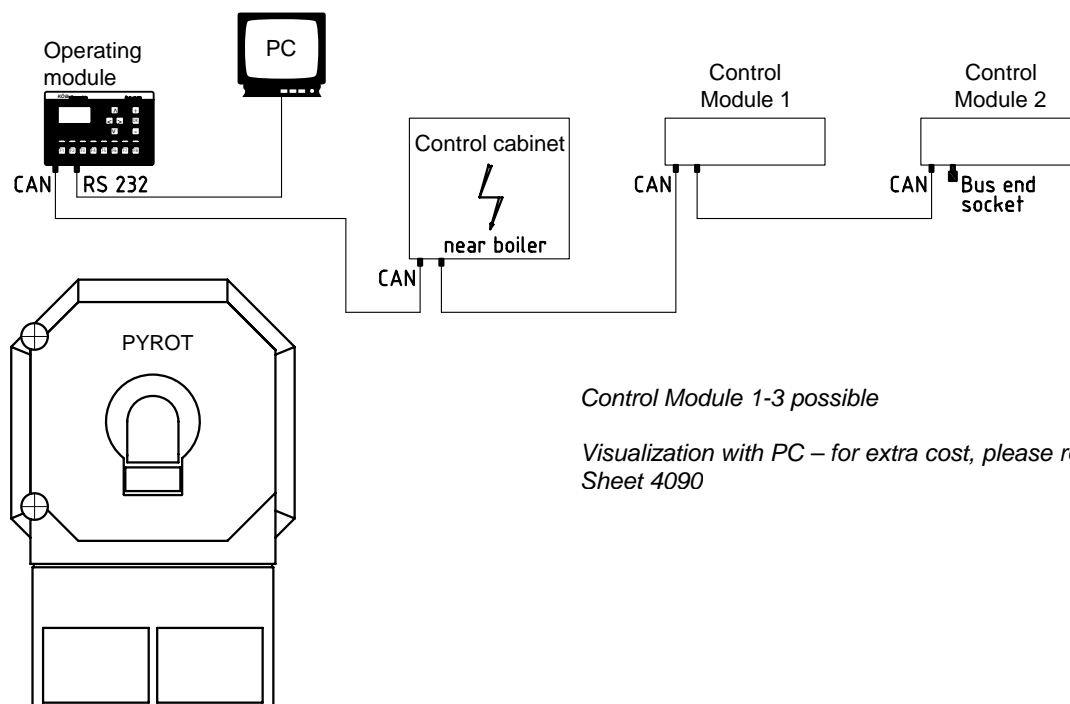 Operating
module
PC
CAN
RS 232
Control cabinet
near boiler
CAN
Control
Module 1
CAN
Control
Module 2
CAN
Bus end
socket
PYROT
Control Module 1-3 possible
Visualization with PC – for extra cost, please
Sheet 4090